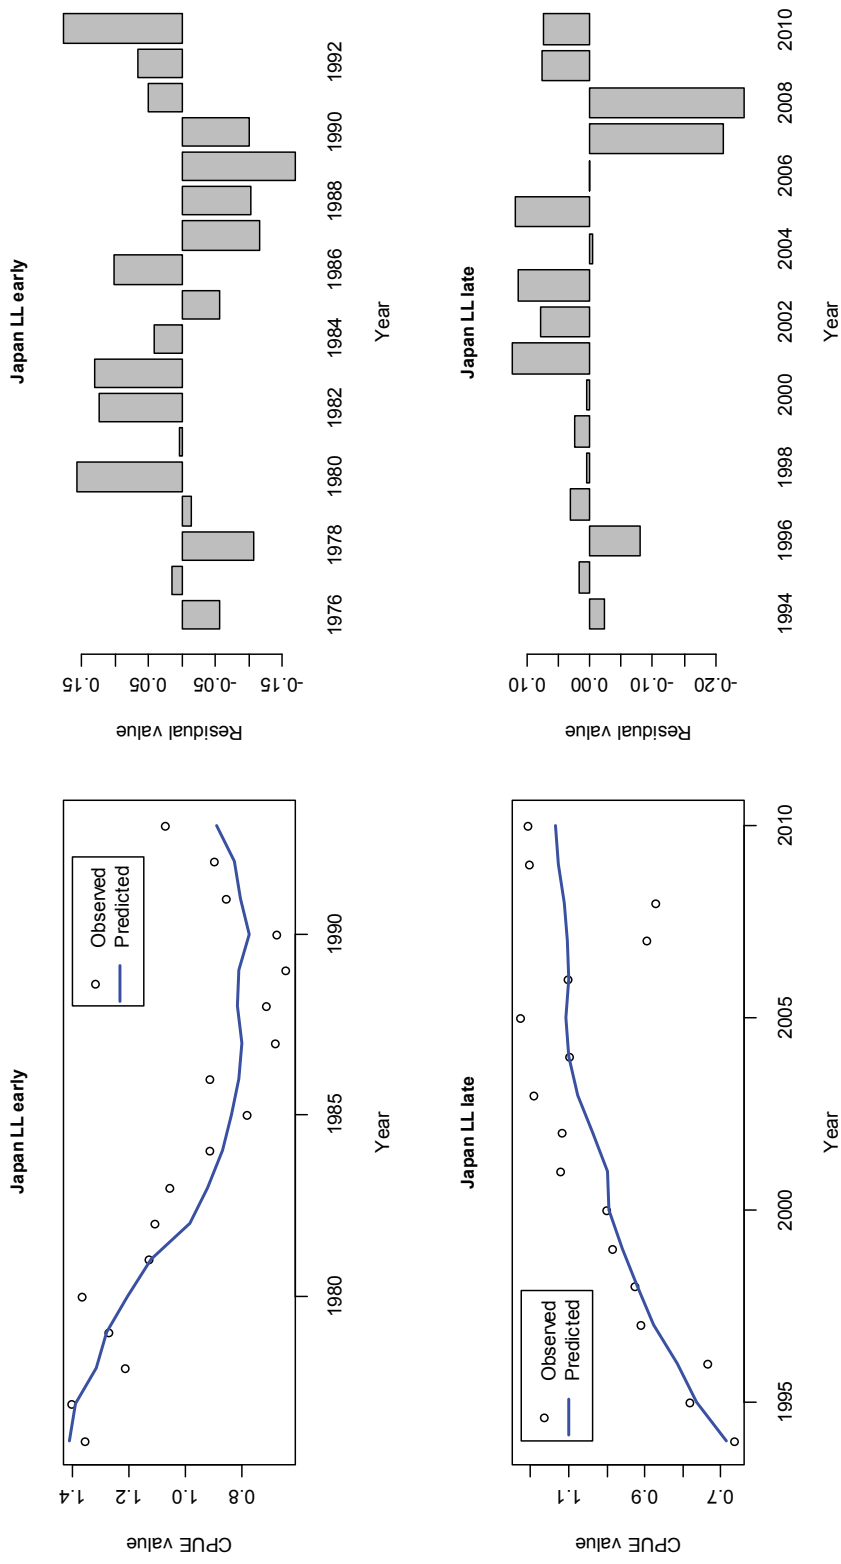 Japan LL early
CPUE value
1.4
1.2
1.0
0.8
Observed
Predicted
1980
1985
1990
Year
Japan LL early
Residual value
0.15
0.05
-0.05
-0.15
1976
1978
1980
1982
1984
1986
1988
1990
1992
Year
Japan LL late
CPUE value
1.1
0.9
0.7
Observed
Predicted
1995
2000
2005
2010
Year
Japan LL late
Residual value
0.10
0.00
-0.10
-0.20
1994
1996
1998
2000
2002
2004
2006
2008
2010
Year